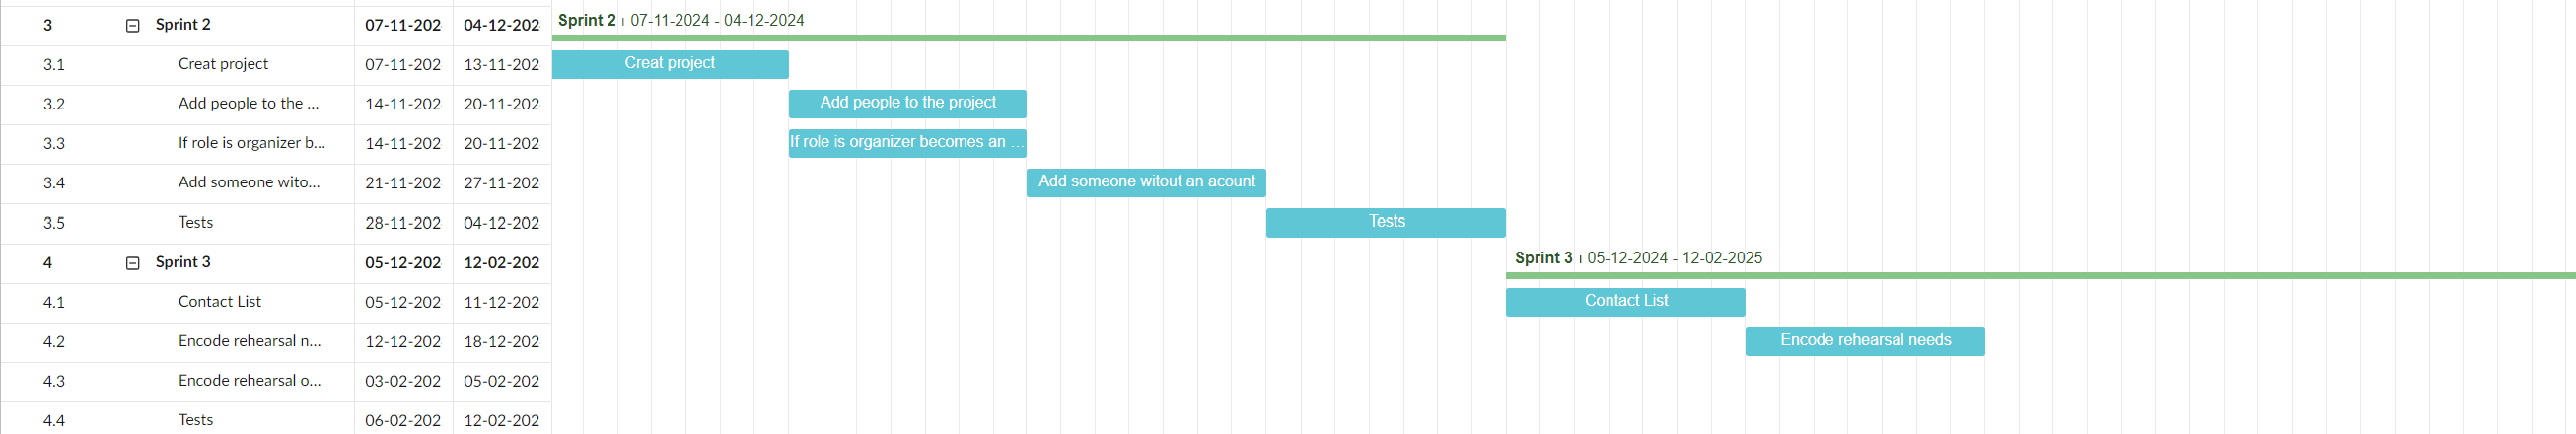 3 Sprint 2 07-11-202 04-12-202 Sprint 2 07-11-2024 - 04-12-2024
3.1 Creat project 07-11-202 13-11-202 Creat project
3.2 Add people to the ... 14-11-202 20-11-202 Add people to the project
3.3 If role is organizer b... 14-11-202 20-11-202 If role is organizer becomes an ...
3.4 Add someone wito... 21-11-202 27-11-202 Add someone witout an acount
3.5 Tests 28-11-202 04-12-202 Tests
4 Sprint 3 05-12-202 12-02-202 Sprint 3 05-12-2024 - 12-02-2025
4.1 Contact List 05-12-202 11-12-202 Contact List
4.2 Encode rehearsal n... 12-12-202 18-12-202 Encode rehearsal needs
4.3 Encode rehearsal o... 03-02-202 05-02-202
4.4 Tests 06-02-202 12-02-202